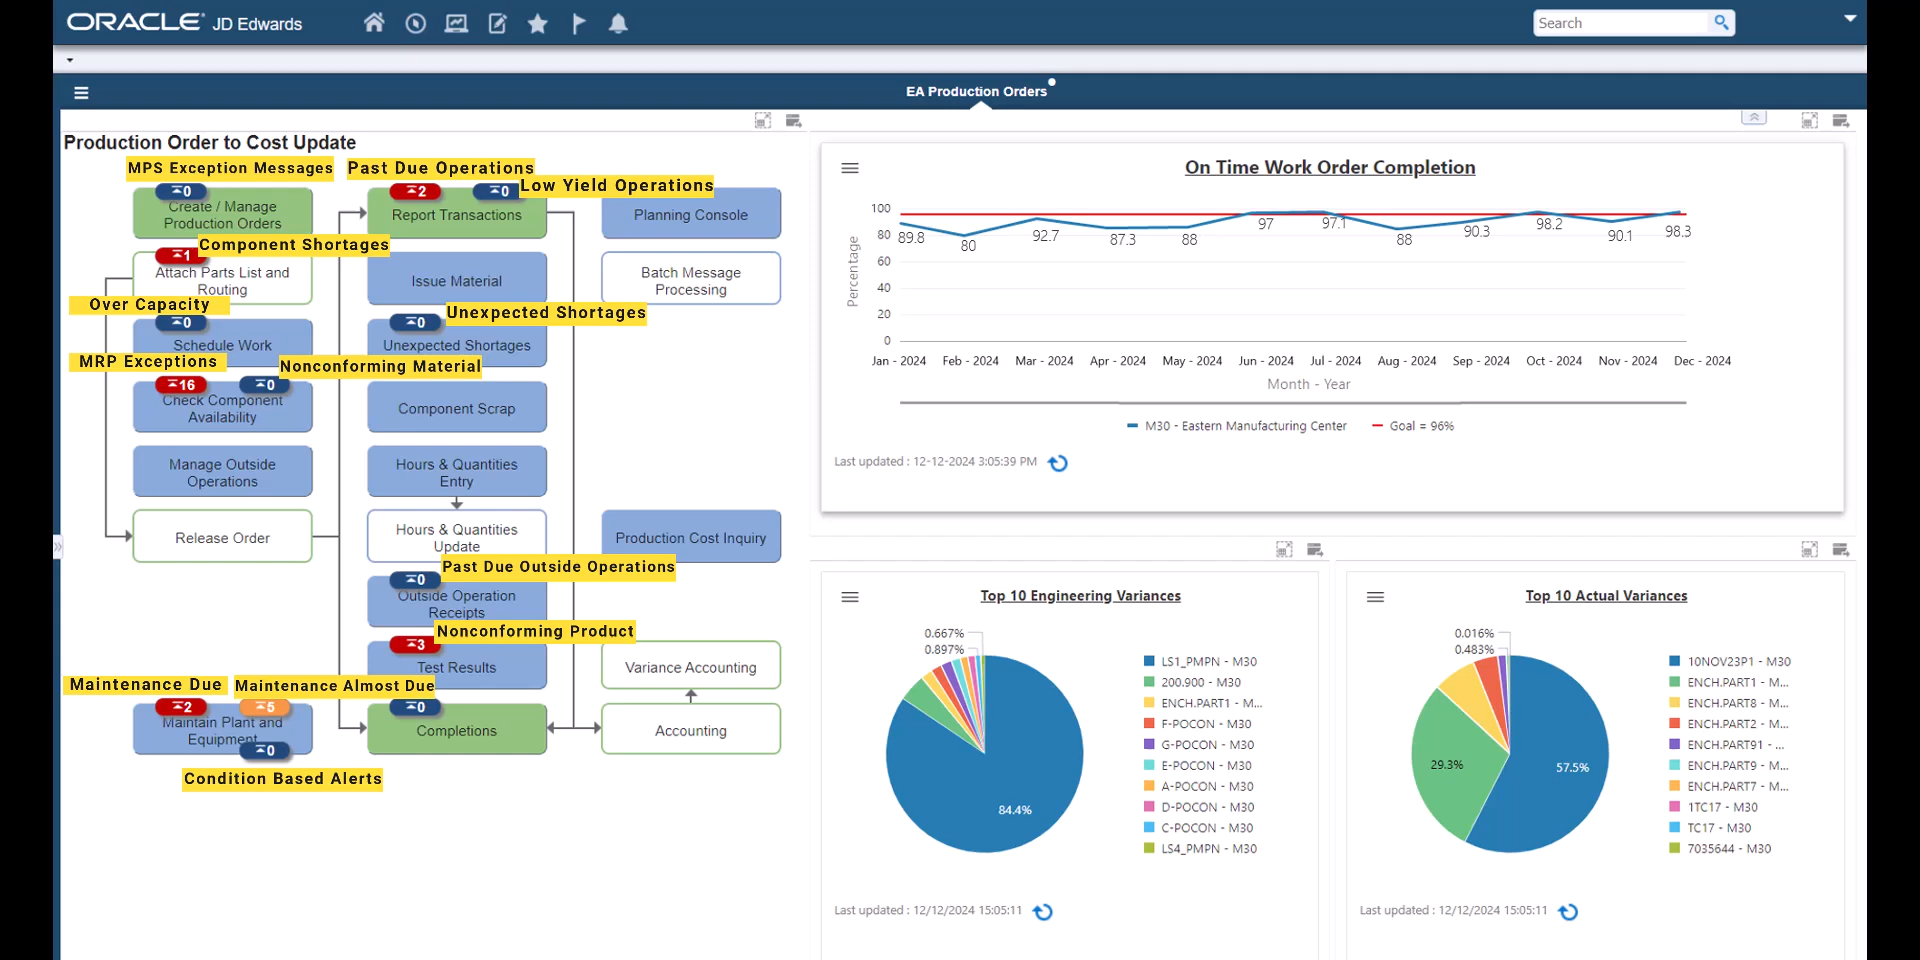 ORACLE JD Edwards
Search
EA Production Orders
Production Order to Cost Update
MPS Exception Messages
0
Create / Manage
Production Orders
Component Shortages
1
Attach Parts List and
Routing
Over Capacity
0
Schedule Work
MRP Exceptions
Nonconforming Material
16
0
Check Component
Availability
Manage Outside
Operations
Release Order
Maintenance Due
Maintenance Almost Due
2
5
Maintain Plant and
Equipment
0
Condition Based Alerts
Past Due Operations
Low Yield Operations
2
0
Report Transactions
Issue Material
Unexpected Shortages
0
Unexpected Shortages
Component Scrap
Hours & Quantities
Entry
Hours & Quantities
Update
Past Due Outside Operations
0
Outside Operation
Receipts
Nonconforming Product
3
Test Results
0
Completions
Planning Console
Batch Message
Processing
Production Cost Inquiry
Variance Accounting
Accounting
On Time Work Order Completion
Percentage
100
80
60
40
20
0
89.8
80
92.7
87.3
88
97
97.1
88
90.3
98.2
90.1
98.3
Jan - 2024
Feb - 2024
Mar - 2024
Apr - 2024
May - 2024
Jun - 2024
Jul - 2024
Aug - 2024
Sep - 2024
Oct - 2024
Nov - 2024
Dec - 2024
Month - Year
M30 - Eastern Manufacturing Center
Goal = 96%
Last updated : 12-12-2024 3:05:39 PM
Top 10 Engineering Variances
0.667%
0.897%
84.4%
LS1_PMPN - M30
200.900 - M30
ENCH.PART1 - M...
F-POCON - M30
G-POCON - M30
E-POCON - M30
A-POCON - M30
D-POCON - M30
C-POCON - M30
LS4_PMPN - M30
Last updated : 12/12/2024 15:05:11
Top 10 Actual Variances
0.016%
0.483%
29.3%
57.5%
10NOV23P1 - M30
ENCH.PART1 - M...
ENCH.PART8 - M...
ENCH.PART2 - M...
ENCH.PART91 - ...
ENCH.PART9 - M...
ENCH.PART7 - M...
1TC17 - M30
TC17 - M30
7035644 - M30
Last updated : 12/12/2024 15:05:11